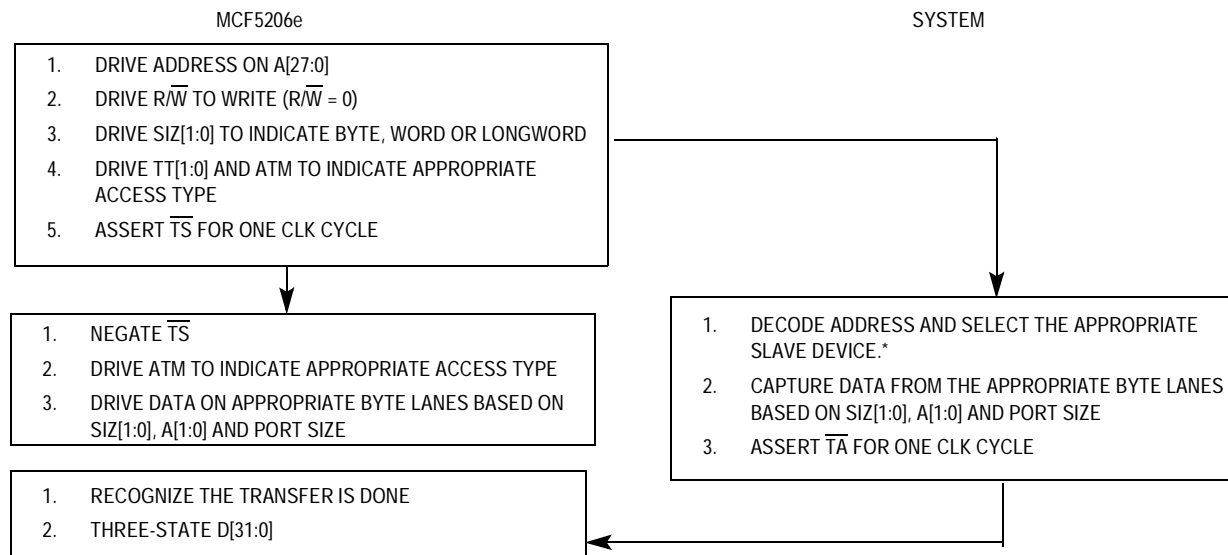 MCF5206e
SYSTEM
1. DRIVE ADDRESS ON A[27:0]
2. DRIVE R/W̅ TO WRITE (R/W̅ = 0)
3. DRIVE SIZ[1:0] TO INDICATE BYTE, WORD OR LONGWORD
4. DRIVE TT[1:0] AND ATM TO INDICATE APPROPRIATE
ACCESS TYPE
5. ASSERT T̅S̅ FOR ONE CLK CYCLE
1. NEGATE T̅S̅
2. DRIVE ATM TO INDICATE APPROPRIATE ACCESS TYPE
3. DRIVE DATA ON APPROPRIATE BYTE LANES BASED ON
SIZ[1:0], A[1:0] AND PORT SIZE
1. DECODE ADDRESS AND SELECT THE APPROPRIATE
SLAVE DEVICE.*
2. CAPTURE DATA FROM THE APPROPRIATE BYTE LANES
BASED ON SIZ[1:0], A[1:0] AND PORT SIZE
3. ASSERT T̅A̅ FOR ONE CLK CYCLE
1. RECOGNIZE THE TRANSFER IS DONE
2. THREE-STATE D[31:0]